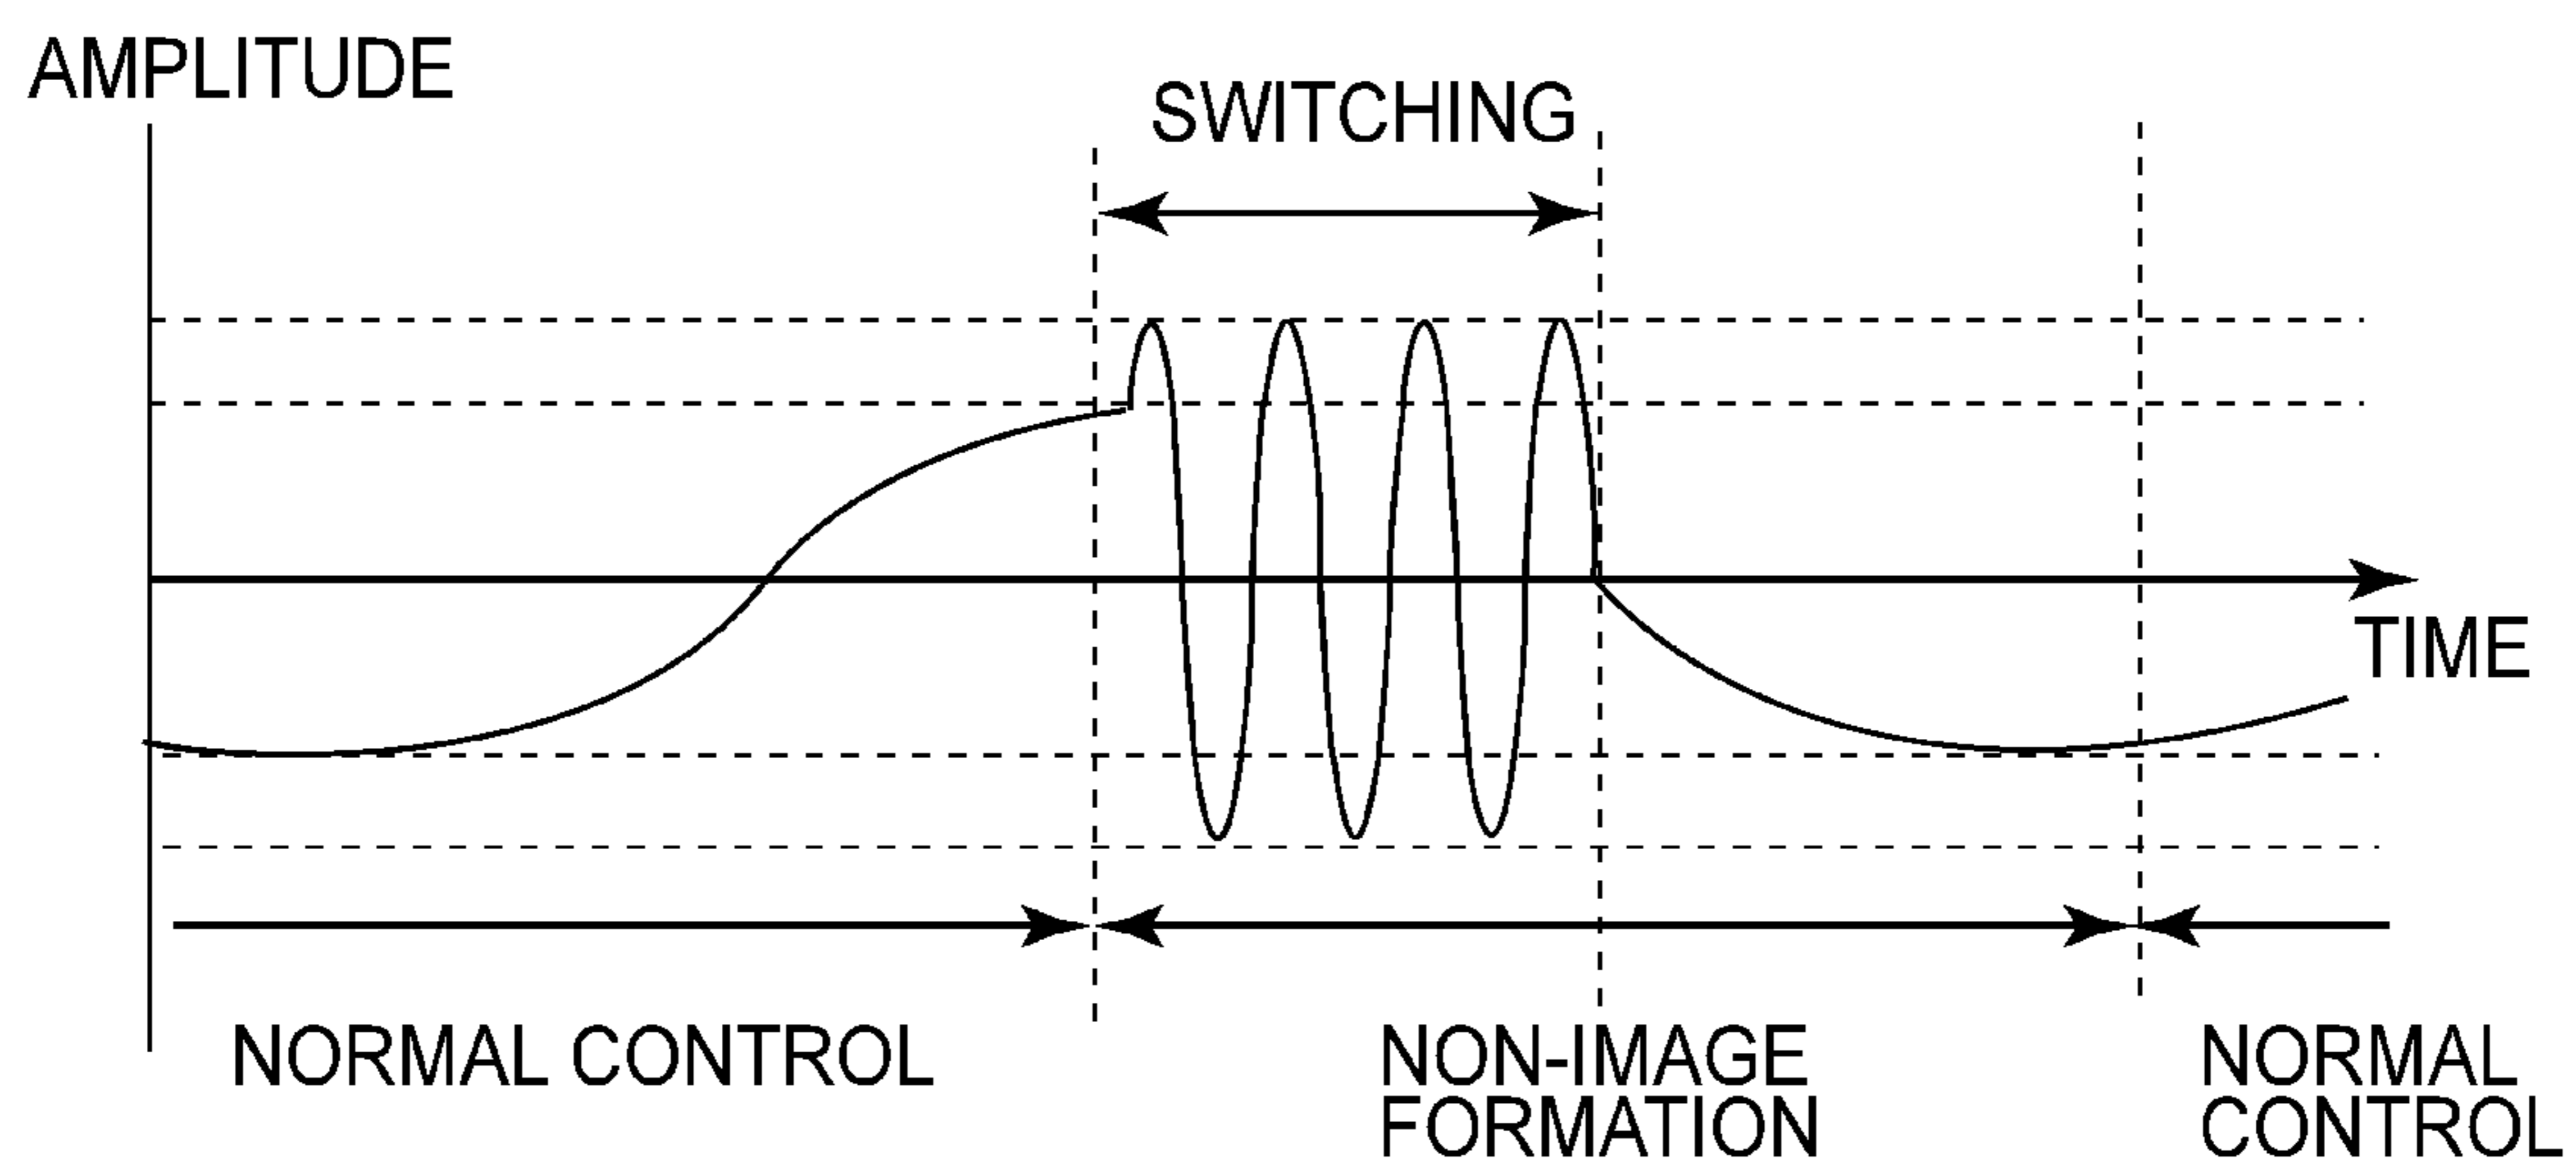 AMPLITUDE
SWITCHING
TIME
NORMAL CONTROL
NON-IMAGE
FORMATION
NORMAL
CONTROL